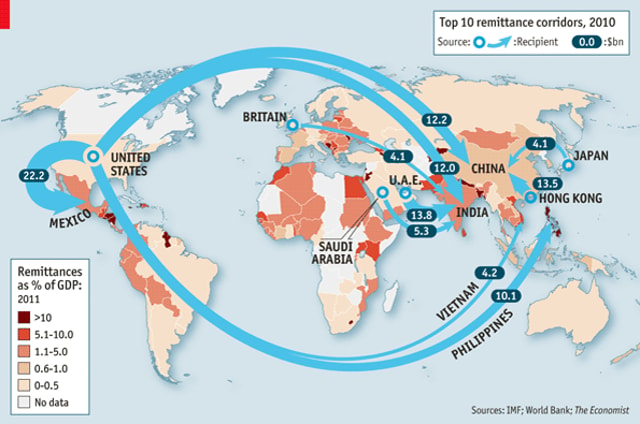 Top 10 remittance corridors, 2010
Source: :Recipient 0.0 :$bn
BRITAIN
12.2
4.1
4.1
JAPAN
UNITED
STATES
12.0
CHINA
22.2
U.A.E.
13.5
HONG KONG
MEXICO
13.8
INDIA
5.3
SAUDI
ARABIA
4.2
VIETNAM
10.1
PHILIPPINES
Remittances
as % of GDP:
2011
>10
5.1-10.0
1.1-5.0
0.6-1.0
0-0.5
No data
Sources: IMF; World Bank; The Economist